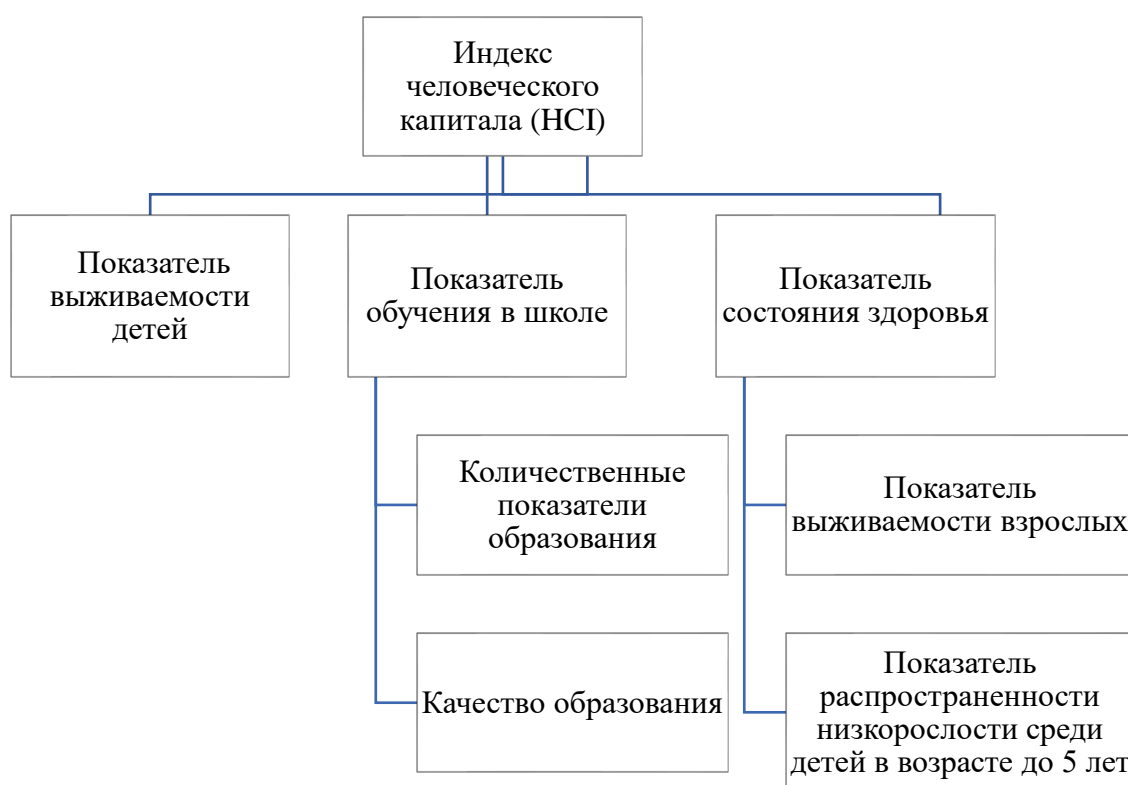 Индекс
человеческого
капитала (HCI)
Показатель
выживаемости
детей
Показатель
обучения в школе
Показатель
состояния здоровья
Количественные
показатели
образования
Показатель
выживаемости взрослых
Качество образования
Показатель
распространенности
низкорослости среди
детей в возрасте до 5 лет